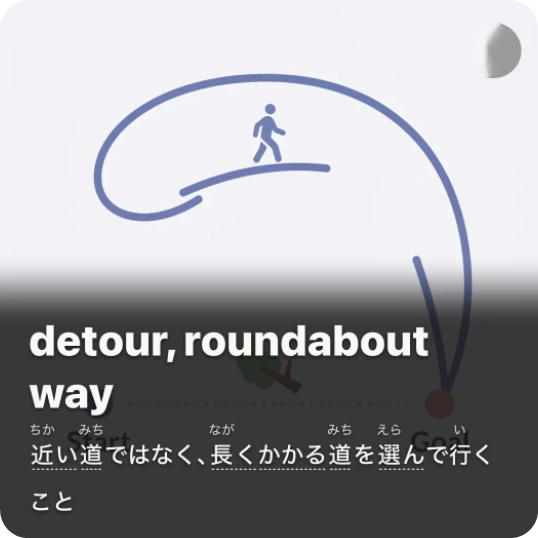 detour, roundabout
way
近い道ではなく、長くかかる道を選んで行く
こと
ちか みち なが みち えら い
Start
Goal